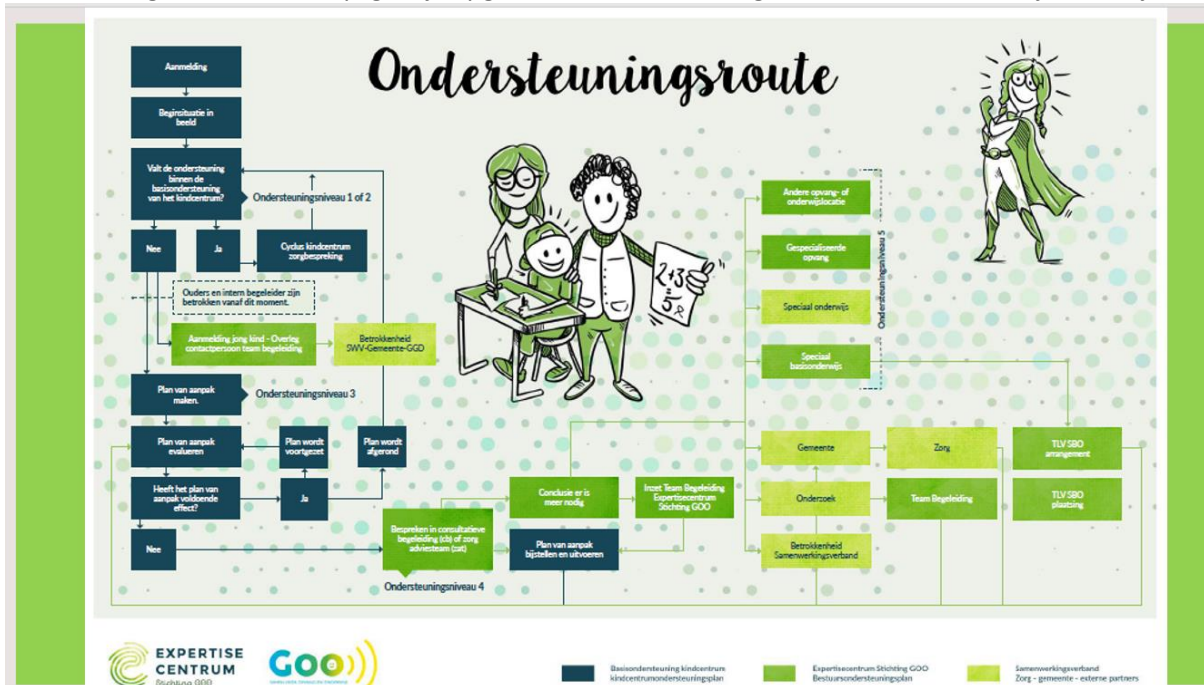 Ondersteuningsroute
Aanmelding
Beginsituatie in
beeld
Valt de ondersteuning
binnen de
basisondersteuning
van het kindcentrum?
Ondersteuningsniveau 1 of 2
Nee
Ja
Cyclus kindcentrum
zorgbespreking
Ouders en intern begeleider zijn
betrokken vanaf dit moment.
Aanmelding jong kind - Overleg
contactpersoon team begeleiding
Betrokkenheid
SWV-Gemeente-GGD
Plan van aanpak
maken.
Ondersteuningsniveau 3
Plan van aanpak
evalueren
Plan wordt
voortgezet
Plan wordt
afgerond
Heeft het plan van
aanpak voldoende
effect?
Ja
Nee
Bespreken in consultatieve
begeleiding (cb) of zorg
adviesteam (zat)
Ondersteuningsniveau 4
Conclusie er is
meer nodig
Inzet Team Begeleiding
Expertisecentrum
Stichting GOO
Plan van aanpak
bijstellen en uitvoeren
Andere opvang- of
onderwijslocatie
Gespecialiseerde
opvang
Speciaal onderwijs
Speciaal
basisonderwijs
Ondersteuningsniveau 5
Gemeente
Zorg
TLV SBO
arrangement
Onderzoek
Team Begeleiding
TLV SBO
plaatsing
Betrokkenheid
Samenwerkingsverband
2+3=
EXPERTISE
CENTRUM
Stichting GOO
GOO
Basisondersteuning kindcentrum
kindcentrumondersteuningsplan
Expertisecentrum Stichting GOO
Bestuursondersteuningsplan
Samenwerkingsverband
Zorg - gemeente - externe partners